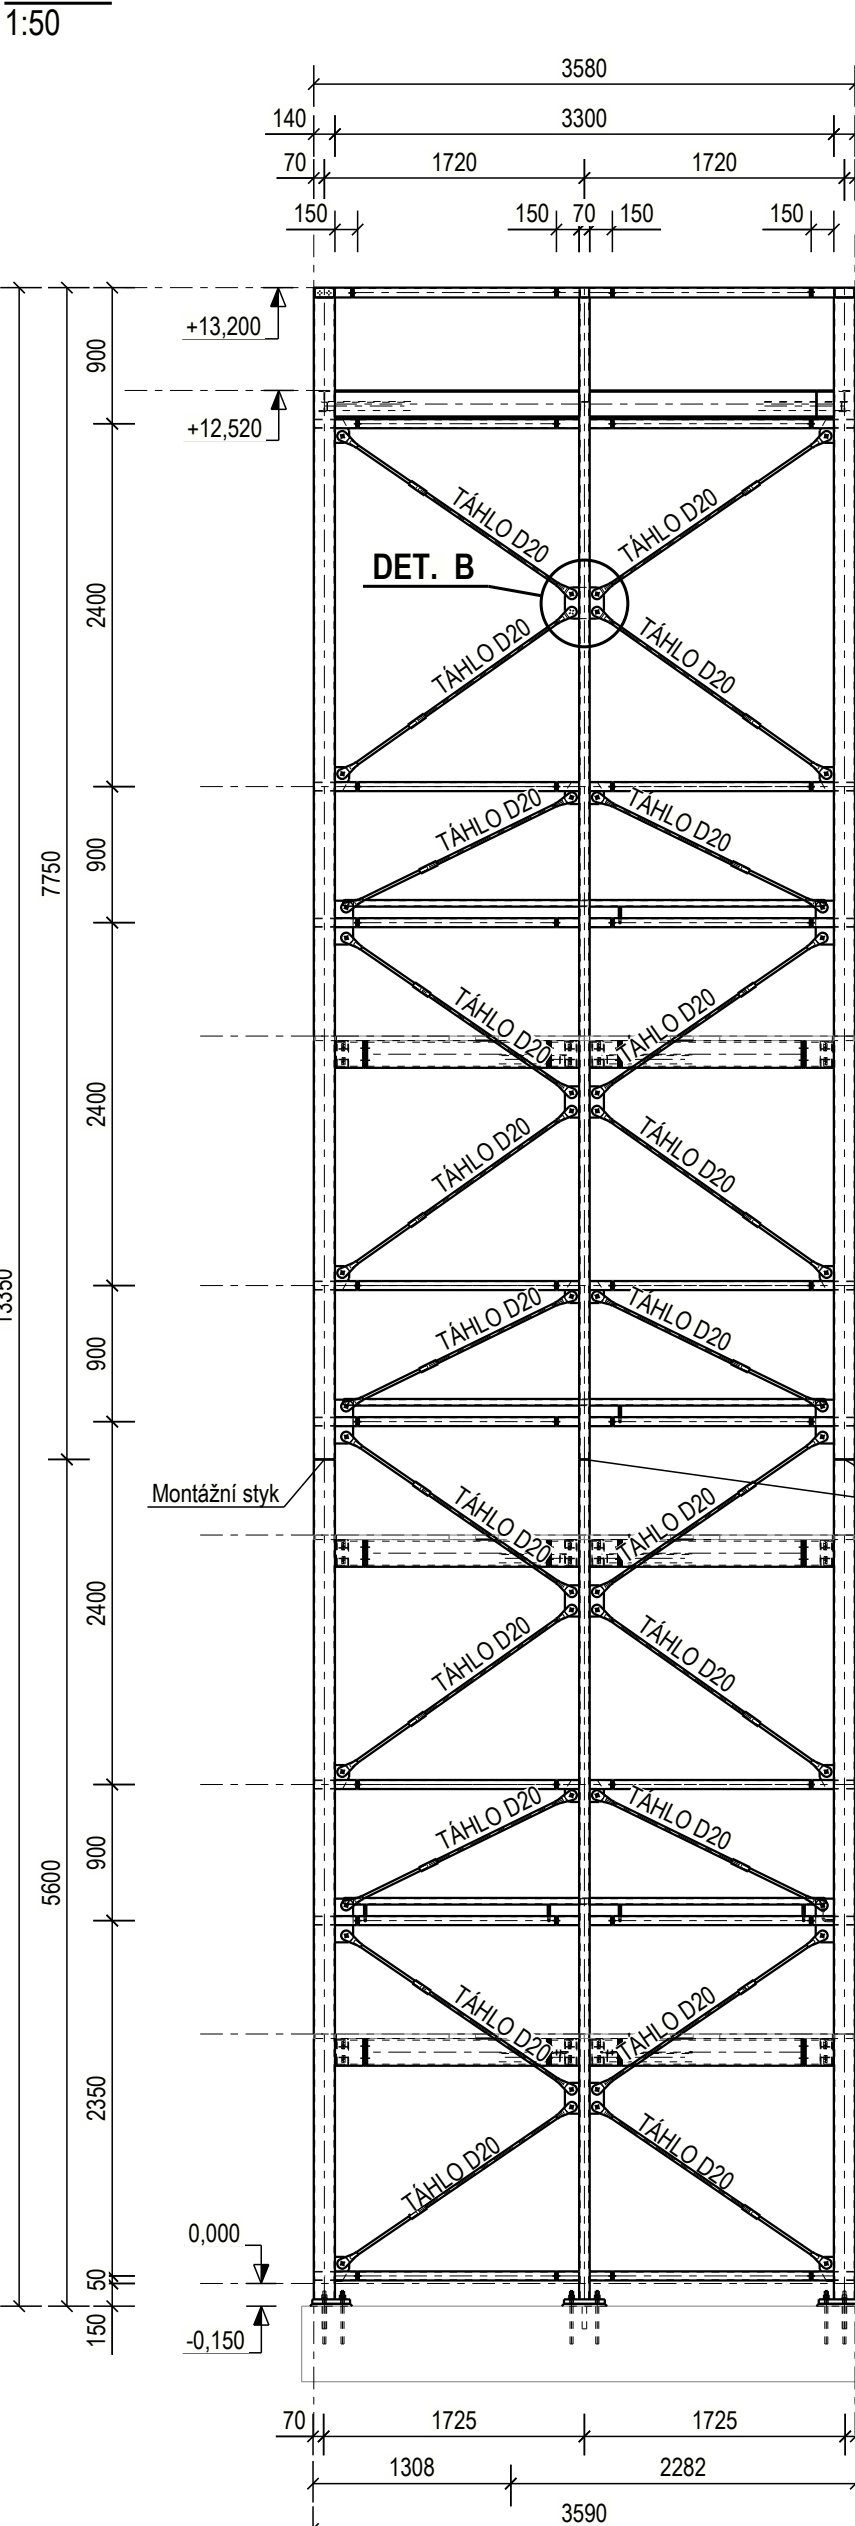 1:50
3580
140 3300
70 1720 1720
150 150 70 150 150
+13,200
900
+12,520
TÁHLO D20 TÁHLO D20
DET. B
2400
TÁHLO D20 TÁHLO D20
TÁHLO D20 TÁHLO D20
900
7750
TÁHLO D20 TÁHLO D20
2400
TÁHLO D20 TÁHLO D20
13350
TÁHLO D20 TÁHLO D20
900
Montážní styk
TÁHLO D20 TÁHLO D20
2400
TÁHLO D20 TÁHLO D20
TÁHLO D20 TÁHLO D20
900
5600
TÁHLO D20 TÁHLO D20
2350
TÁHLO D20 TÁHLO D20
0,000
50
150
-0,150
70 1725 1725
1308 2282
3590